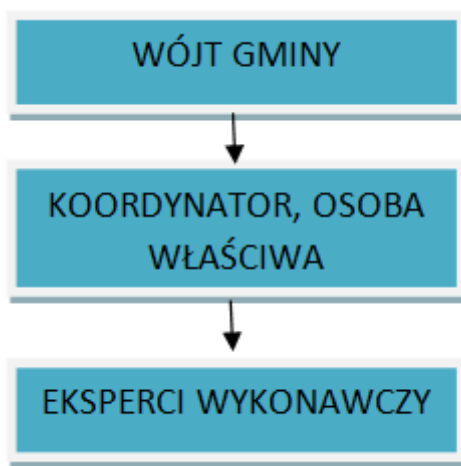 WÓJT GMINY
KOORDYNATOR, OSOBA
WŁAŚCIWA
EKSPERCI WYKONAWCZY